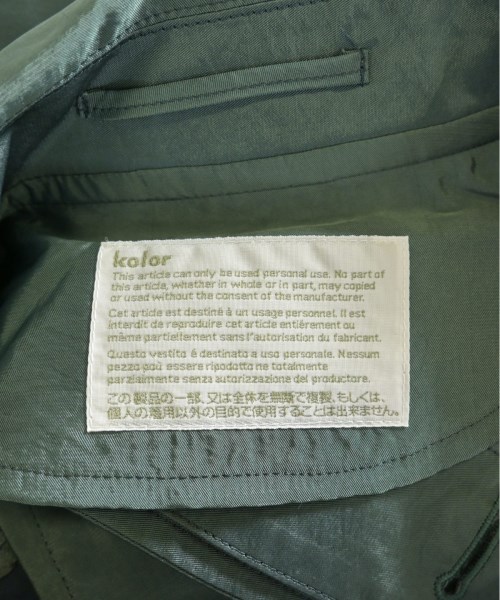 kolor
This article can only be used personal use. No part of
this article, whether in whole or in part, may copied
or used without the consent of the manufacturer.
Cet article est destiné à un usage personnel. Il est
interdit de reproduire cet article entiérement ou
même partiellement sans l'autorisation du fabricant.
Questo vestito é destinato a uso personale. Nessum
pezzo puó essere ripodotto ne totalmente
parzialmente senza autorizzazione del produttore.
この製品の一部、又は全体を無断で複製、もしくは、
個人の着用以外の目的で使用することは出来ません。